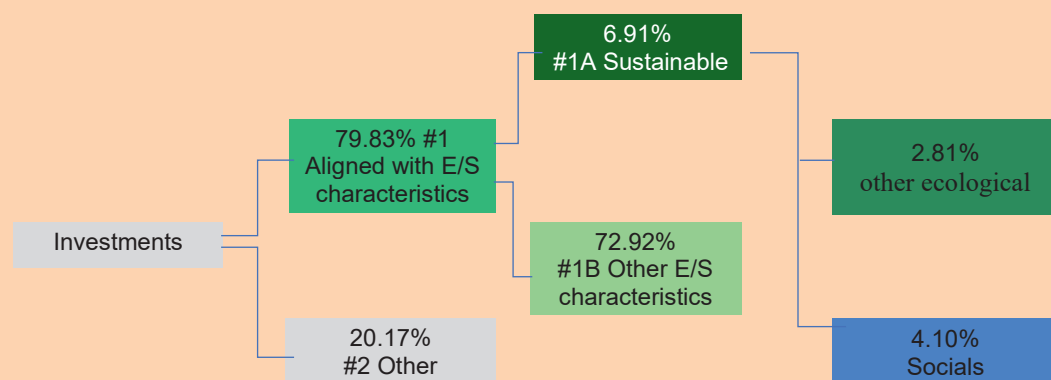 6.91%
#1A Sustainable
79.83% #1
Aligned with E/S
characteristics
2.81%
other ecological
Investments
72.92%
#1B Other E/S
characteristics
20.17%
#2 Other
4.10%
Socials